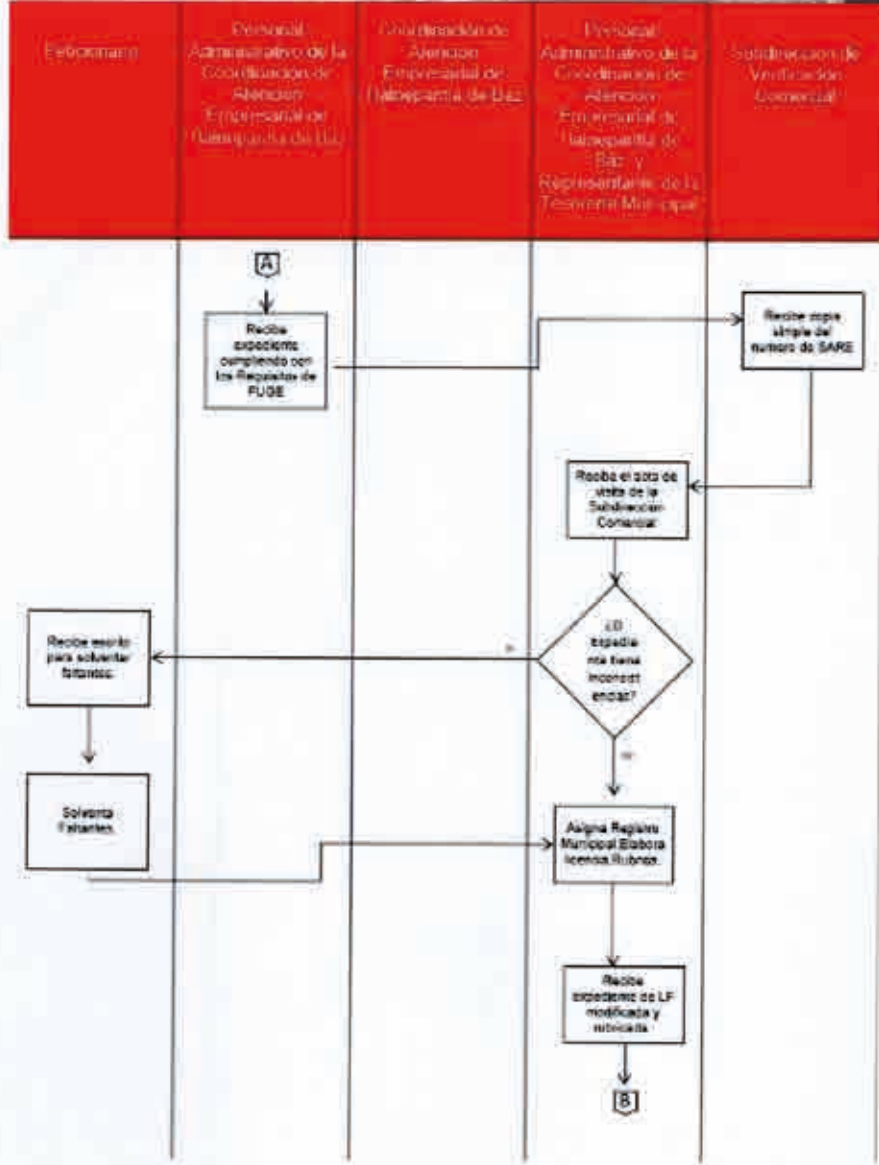 Peticionario
Personal
Administrativo de la
Coordinación de
Atención
Empresarial de
Tlalnepantla de Baz
Coordinación de
Atención
Empresarial de
Tlalnepantla de Baz
Personal
Administrativo de la
Coordinación de
Atención
Empresarial de
Tlalnepantla de
Baz y
Representante de la
Tesorería Municipal
Subdirección de
Verificación
Comercial
A
Recibe
expediente
cumpliendo con
los Requisitos de
FUGE
Recibe copia
simple del
numero de SARE
Recibe el acta de
visita de la
Subdirección
Comercial
¿El
Expedie
nte tiene
inconsist
encias?
Recibe escrito
para solventar
faltantes.
Solventa
Faltantes.
Asigna Registro
Municipal Elabora
licencia.Rubrica.
Recibe
expediente de LF
modificada y
rubricada
B